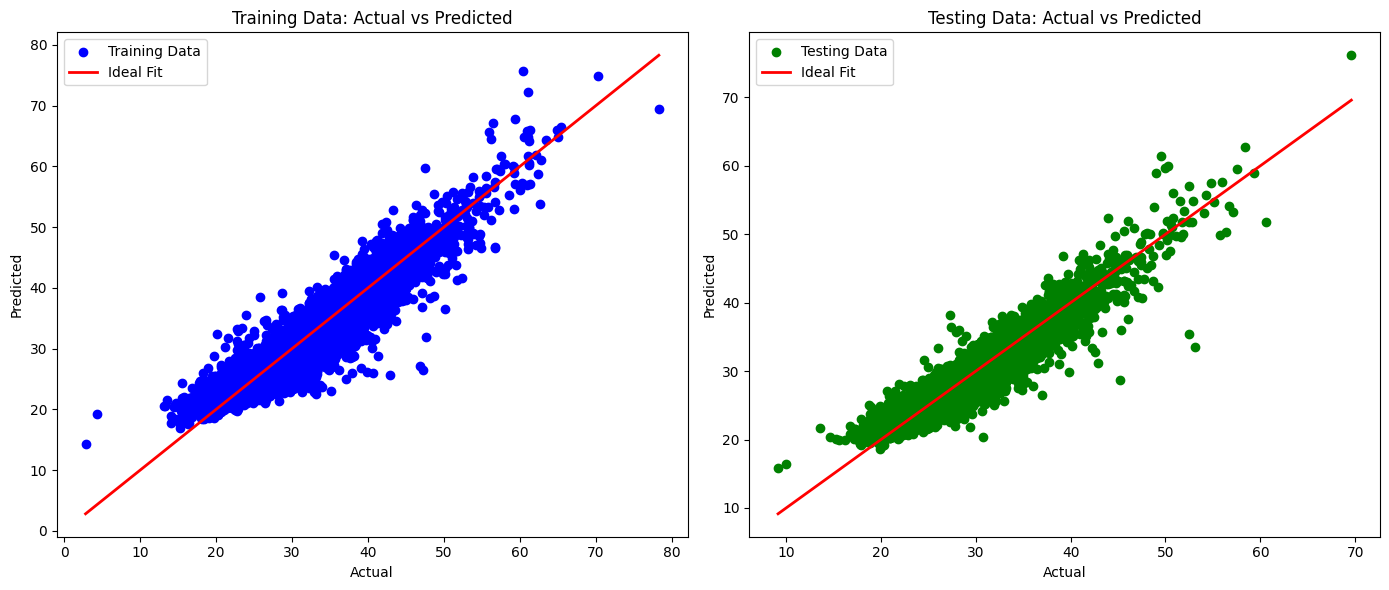 Training Data: Actual vs Predicted
Training Data
Ideal Fit
80
70
60
50
40
30
20
10
0
Predicted
0 10 20 30 40 50 60 70 80
Actual
Testing Data: Actual vs Predicted
Testing Data
Ideal Fit
70
60
50
40
30
20
10
Predicted
10 20 30 40 50 60 70
Actual